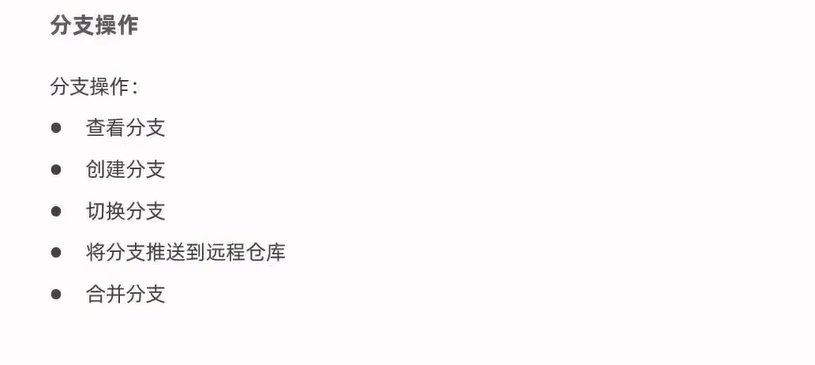 分支操作
分支操作：
● 查看分支
● 创建分支
● 切换分支
● 将分支推送到远程仓库
● 合并分支